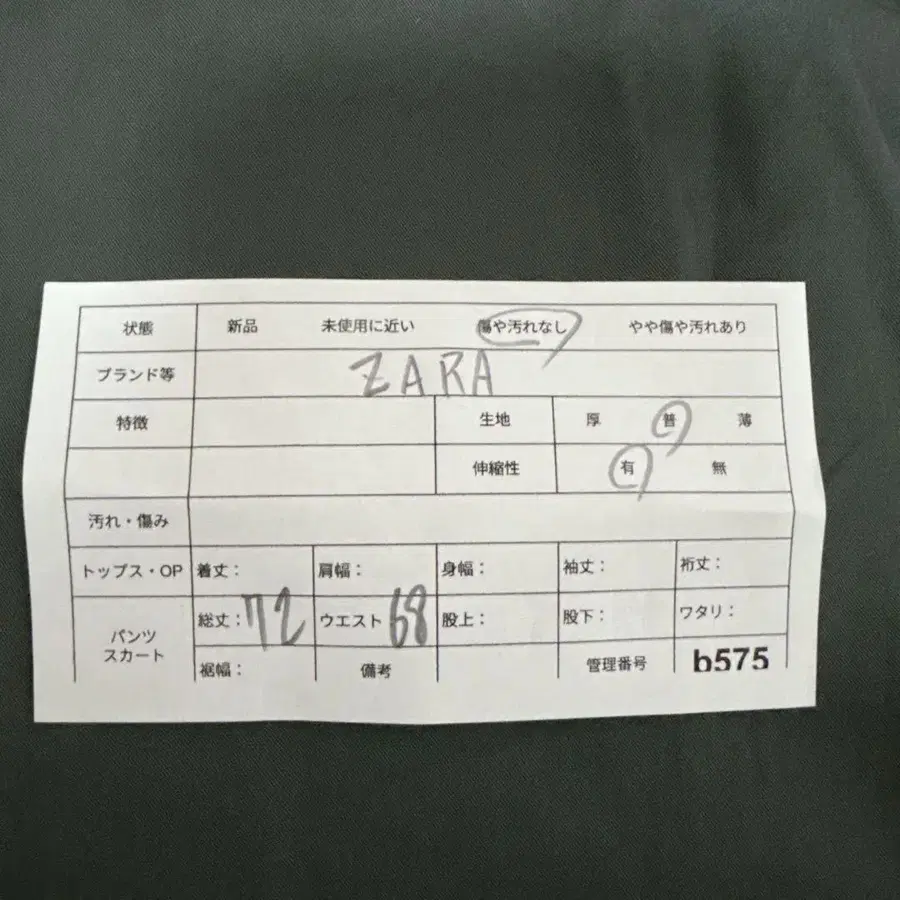 状態 新品 未使用に近い 傷や汚れなし やや傷や汚れあり
ブランド等 ZARA
特徴 生地 厚 普 薄
伸縮性 有 無
汚れ・傷み
トップス・OP 着丈： 肩幅： 身幅： 袖丈： 裄丈：
パンツ スカート 総丈：72 ウエスト 68 股上： 股下： ワタリ：
裾幅： 備考 管理番号 b575